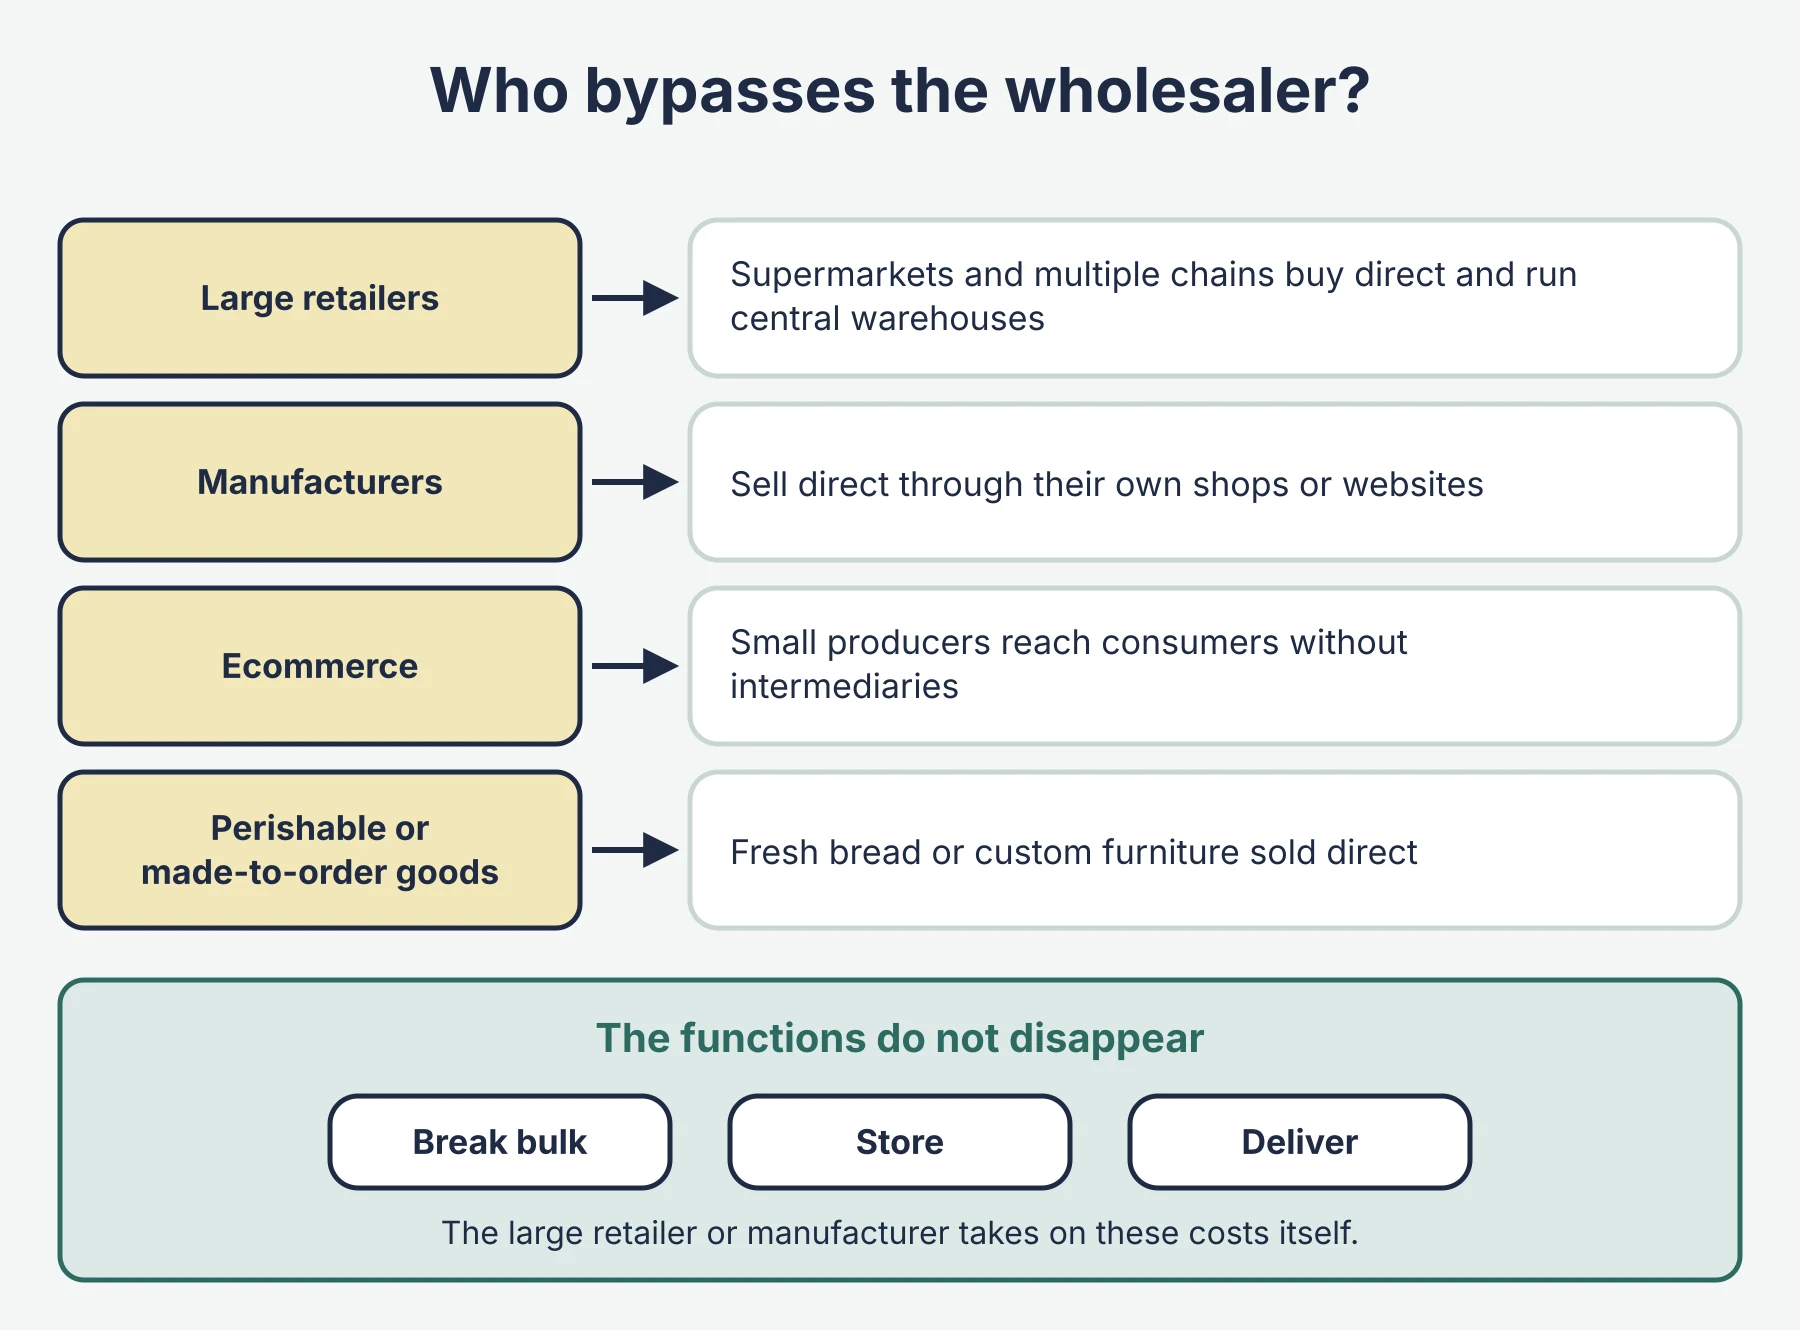 Who bypasses the wholesaler?
Large retailers
Supermarkets and multiple chains buy direct and run
central warehouses
Manufacturers
Sell direct through their own shops or websites
Ecommerce
Small producers reach consumers without
intermediaries
Perishable or
made-to-order goods
Fresh bread or custom furniture sold direct
The functions do not disappear
Break bulk
Store
Deliver
The large retailer or manufacturer takes on these costs itself.